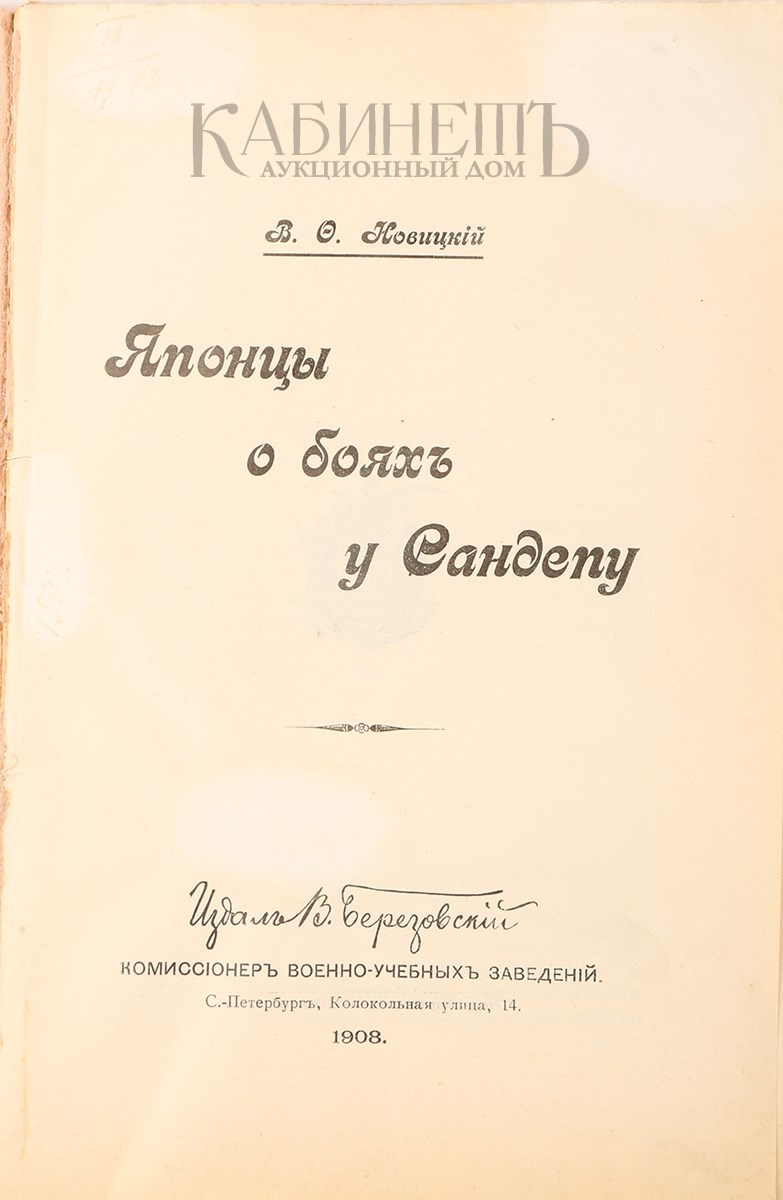 КАБИНЕТЪ
АУКЦИОННЫЙ ДОМ
В. Ѳ. Новицкій
Японцы
о бояхъ
у Сандепу
Издалъ В. Березовскій
КОМИССІОНЕРЪ ВОЕННО-УЧЕБНЫХЪ ЗАВЕДЕНІЙ.
С.-Петербургъ, Колокольная улица, 14.
1908.